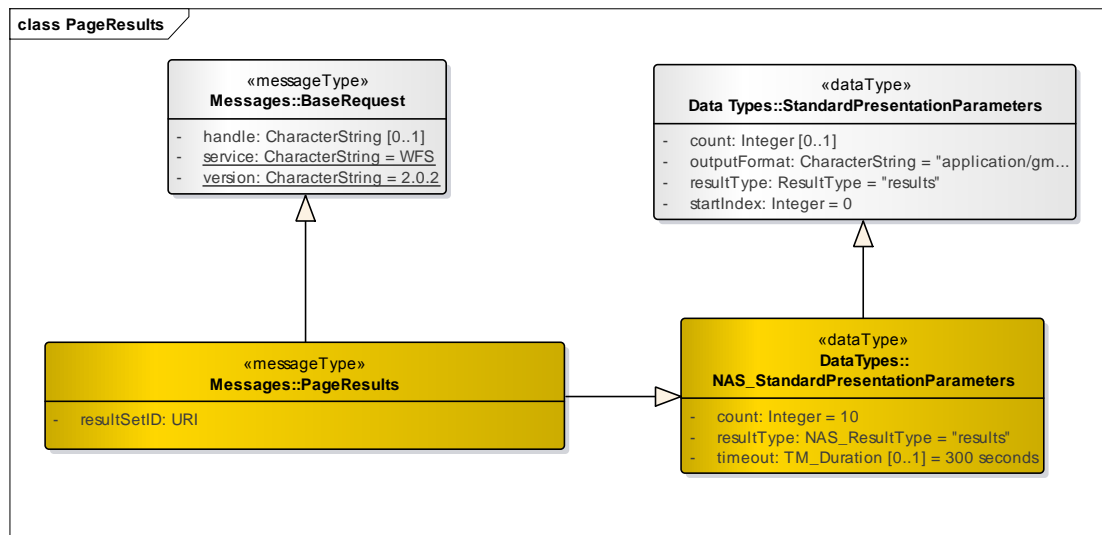 class PageResults
«messageType»
Messages::BaseRequest
- handle: CharacterString [0..1]
- service: CharacterString = WFS
- version: CharacterString = 2.0.2
«dataType»
Data Types::StandardPresentationParameters
- count: Integer [0..1]
- outputFormat: CharacterString = "application/gm...
- resultType: ResultType = "results"
- startIndex: Integer = 0
«messageType»
Messages::PageResults
- resultSetID: URI
«dataType»
DataTypes::
NAS_StandardPresentationParameters
- count: Integer = 10
- resultType: NAS_ResultType = "results"
- timeout: TM_Duration [0..1] = 300 seconds